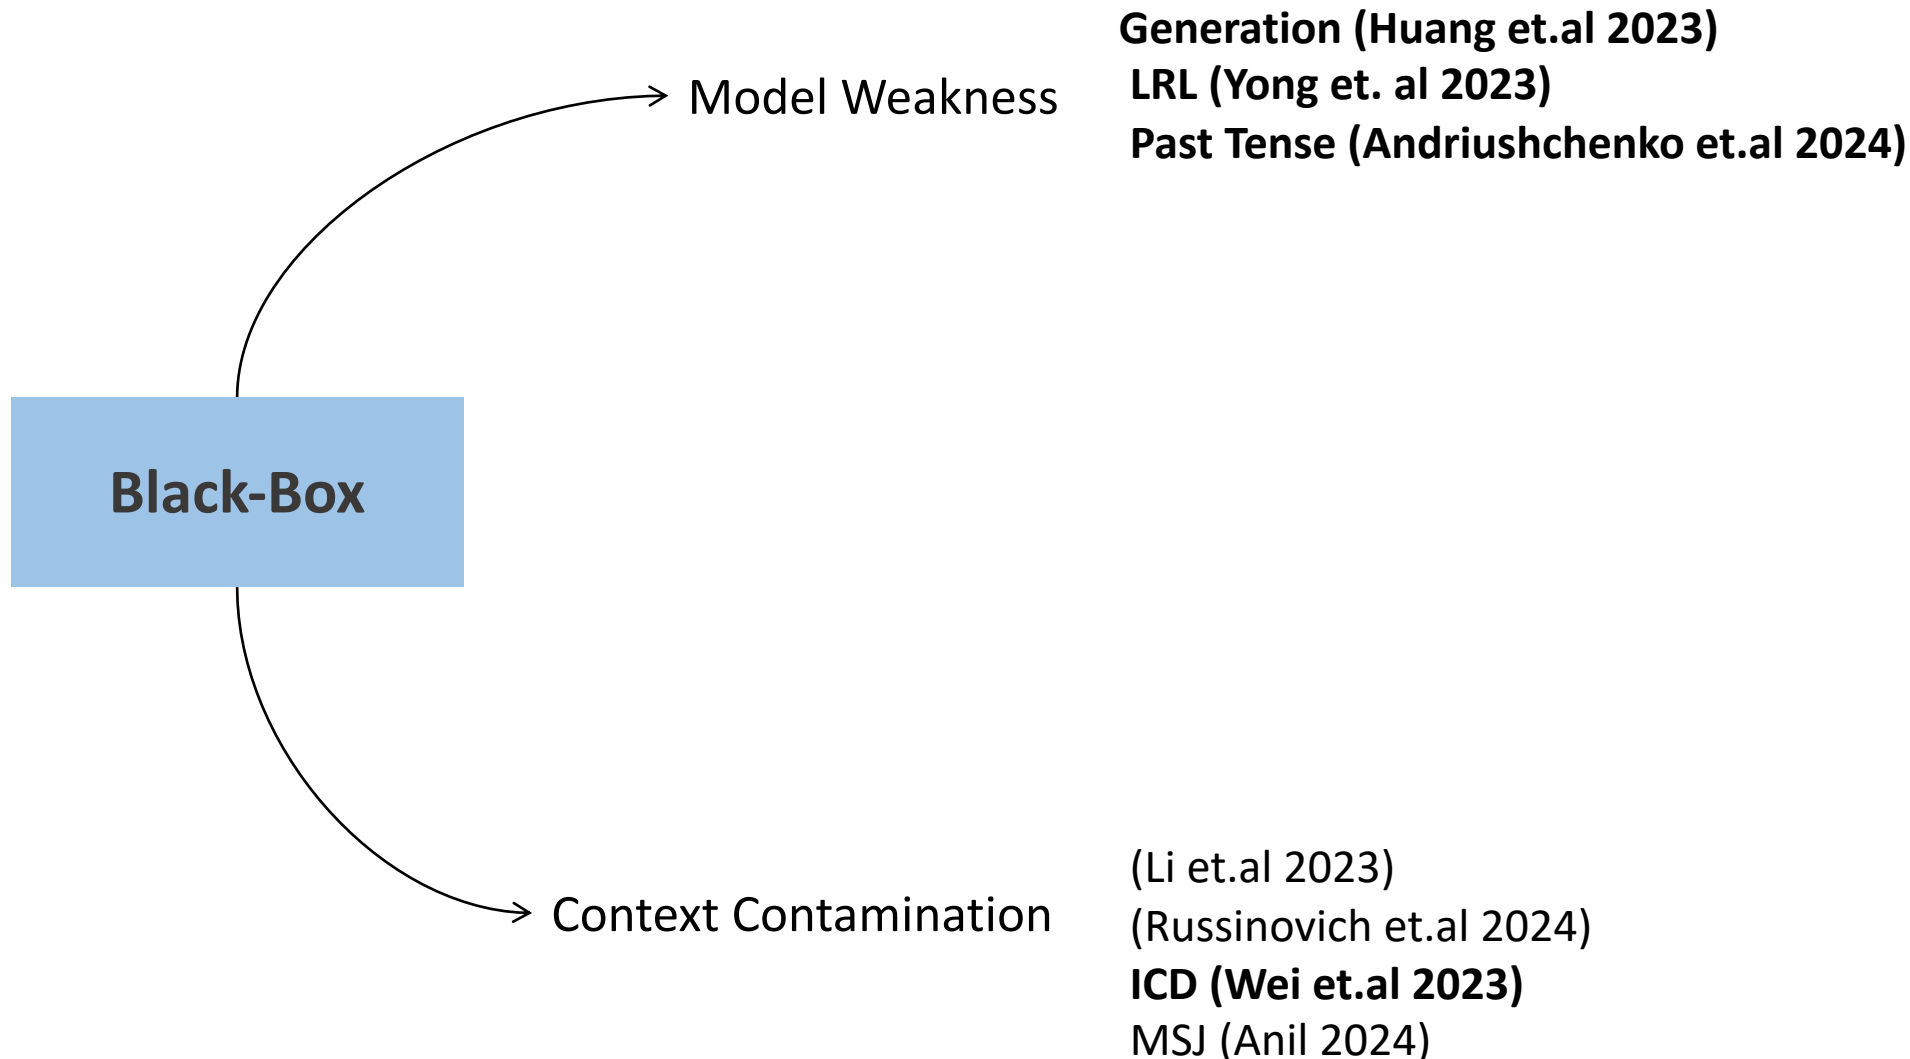 Generation (Huang et.al 2023)
Model Weakness
LRL (Yong et. al 2023)
Past Tense (Andriushchenko et.al 2024)
Black-Box
Context Contamination
(Li et.al 2023)
(Russinovich et.al 2024)
ICD (Wei et.al 2023)
MSJ (Anil 2024)